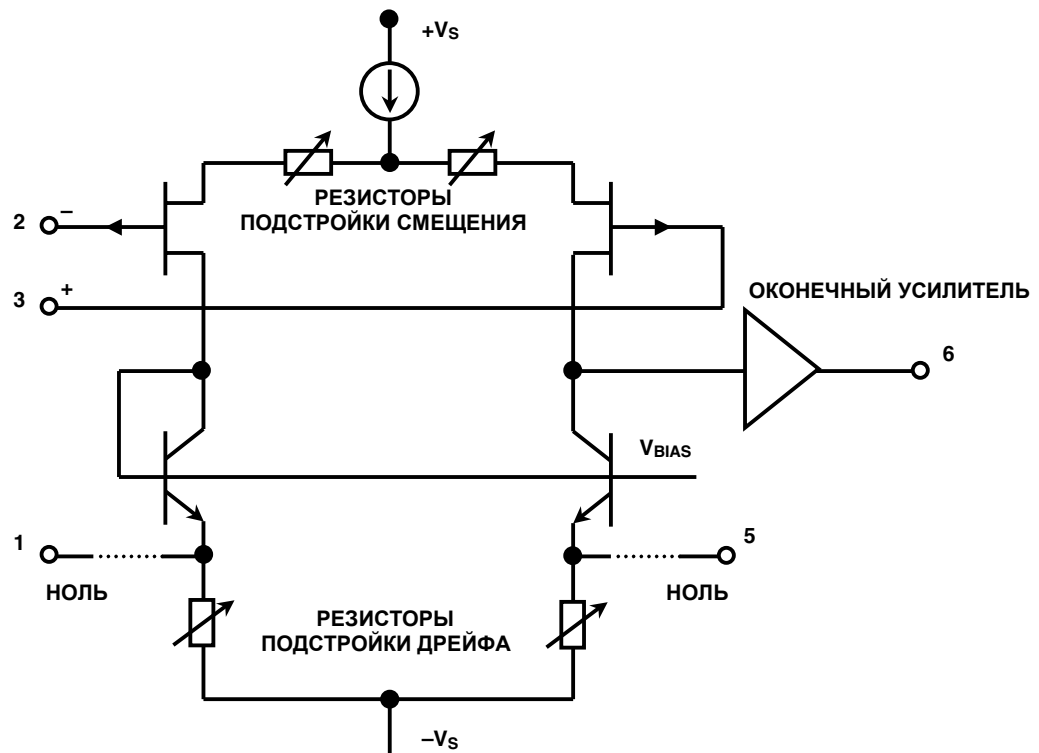 +VS
РЕЗИСТОРЫ
ПОДСТРОЙКИ СМЕЩЕНИЯ
2
–
3
+
ОКОНЕЧНЫЙ УСИЛИТЕЛЬ
6
VBIAS
1
5
НОЛЬ
НОЛЬ
РЕЗИСТОРЫ
ПОДСТРОЙКИ ДРЕЙФА
–VS